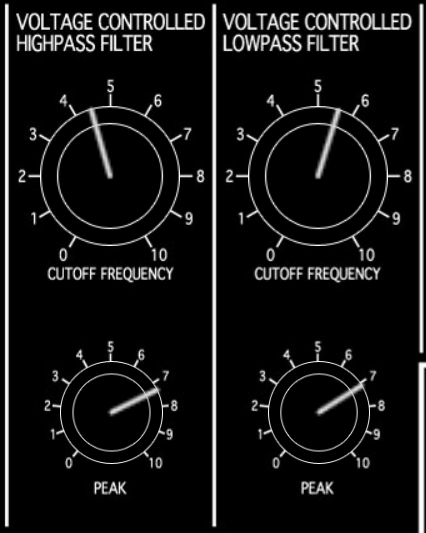 VOLTAGE CONTROLLED
HIGHPASS FILTER
0 1 2 3 4 5 6 7 8 9 10
CUTOFF FREQUENCY
0 1 2 3 4 5 6 7 8 9 10
PEAK
VOLTAGE CONTROLLED
LOWPASS FILTER
0 1 2 3 4 5 6 7 8 9 10
CUTOFF FREQUENCY
0 1 2 3 4 5 6 7 8 9 10
PEAK